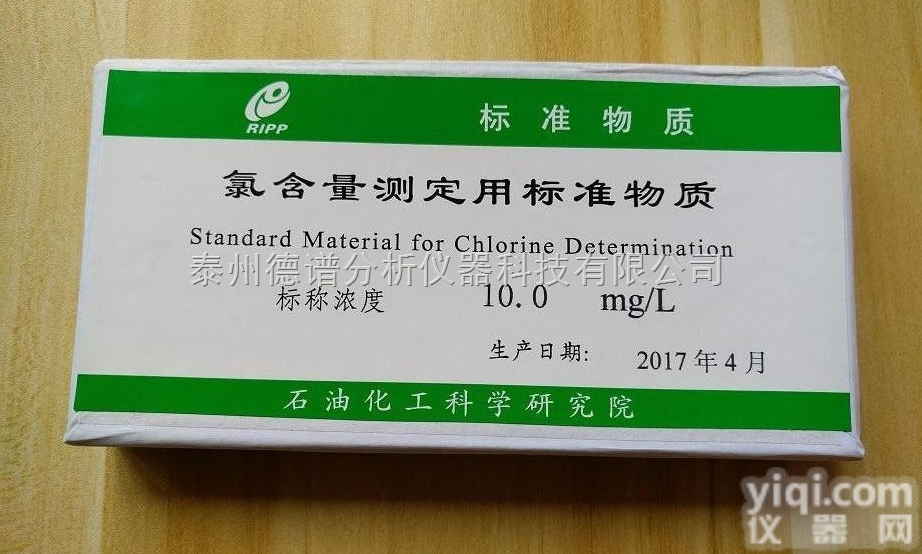 RIPP
标准物质
氯含量测定用标准物质
Standard Material for Chlorine Determination
泰州德谱分析仪器科技有限公司
标称浓度 10.0 mg/L
生产日期: 2017年4月
石油化工科学研究院
yiqi.com
仪器网